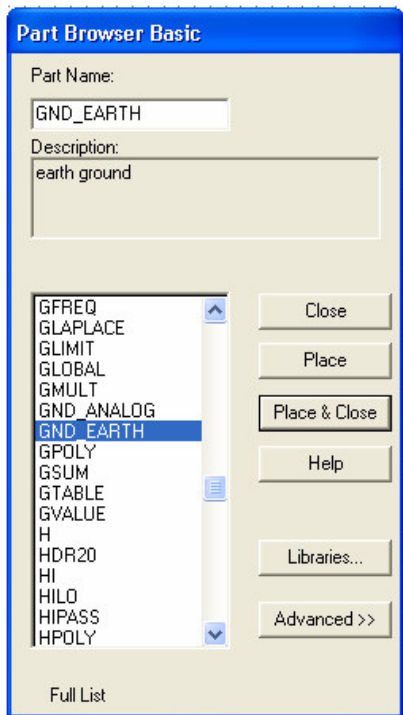 Part Browser Basic
Part Name:
GND_EARTH
Description:
earth ground
GFREQ
GLAPLACE
GLIMIT
GLOBAL
GMULT
GND_ANALOG
GND_EARTH
GPOLY
GSUM
GTABLE
GVALUE
H
HDR20
HI
HILO
HIPASS
HPOLY
Close
Place
Place & Close
Help
Libraries...
Advanced >>
Full List